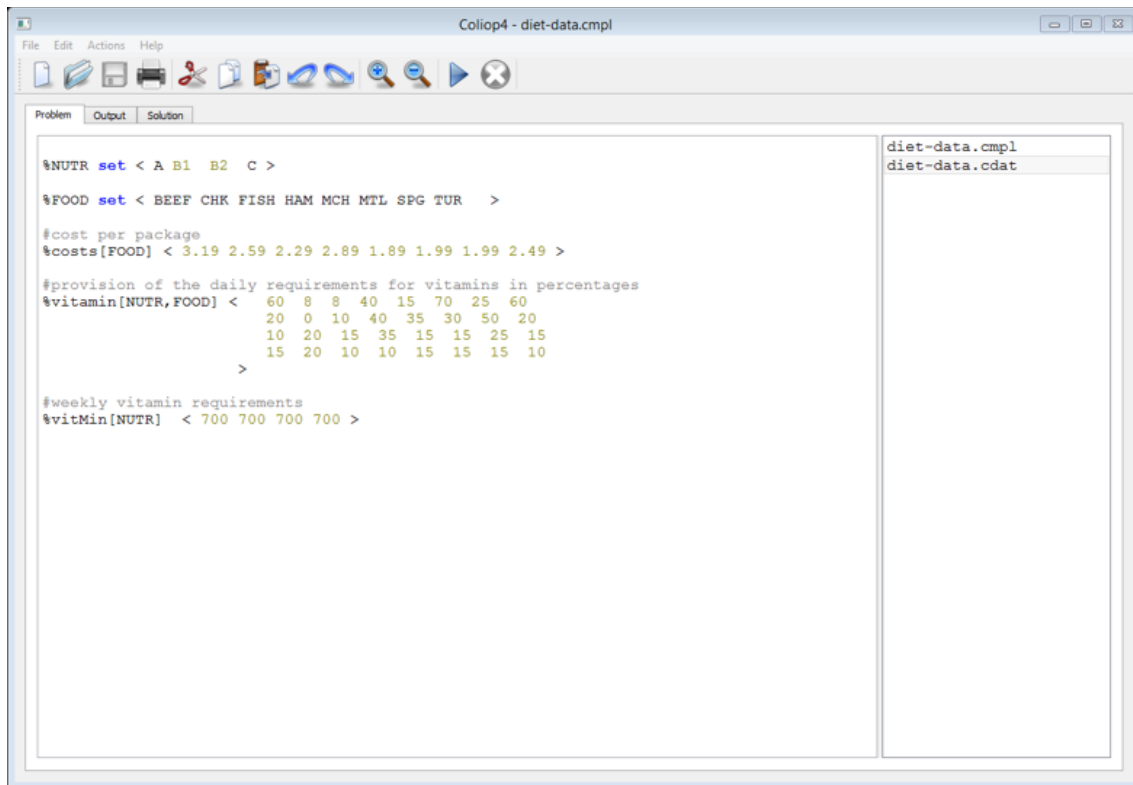 Coliop4 - diet-data.cmpl
File Edit Actions Help
Problem Output Solution
%NUTR set < A B1 B2 C >
%FOOD set < BEEF CHK FISH HAM MCH MTL SPG TUR >
#cost per package
%costs[FOOD] < 3.19 2.59 2.29 2.89 1.89 1.99 1.99 2.49 >
#provision of the daily requirements for vitamins in percentages
%vitamin[NUTR,FOOD] < 60 8 8 40 15 70 25 60
20 0 10 40 35 30 50 20
10 20 15 35 15 15 25 15
15 20 10 10 15 15 15 10
>
#weekly vitamin requirements
%vitMin[NUTR] < 700 700 700 700 >
diet-data.cmpl
diet-data.cdat